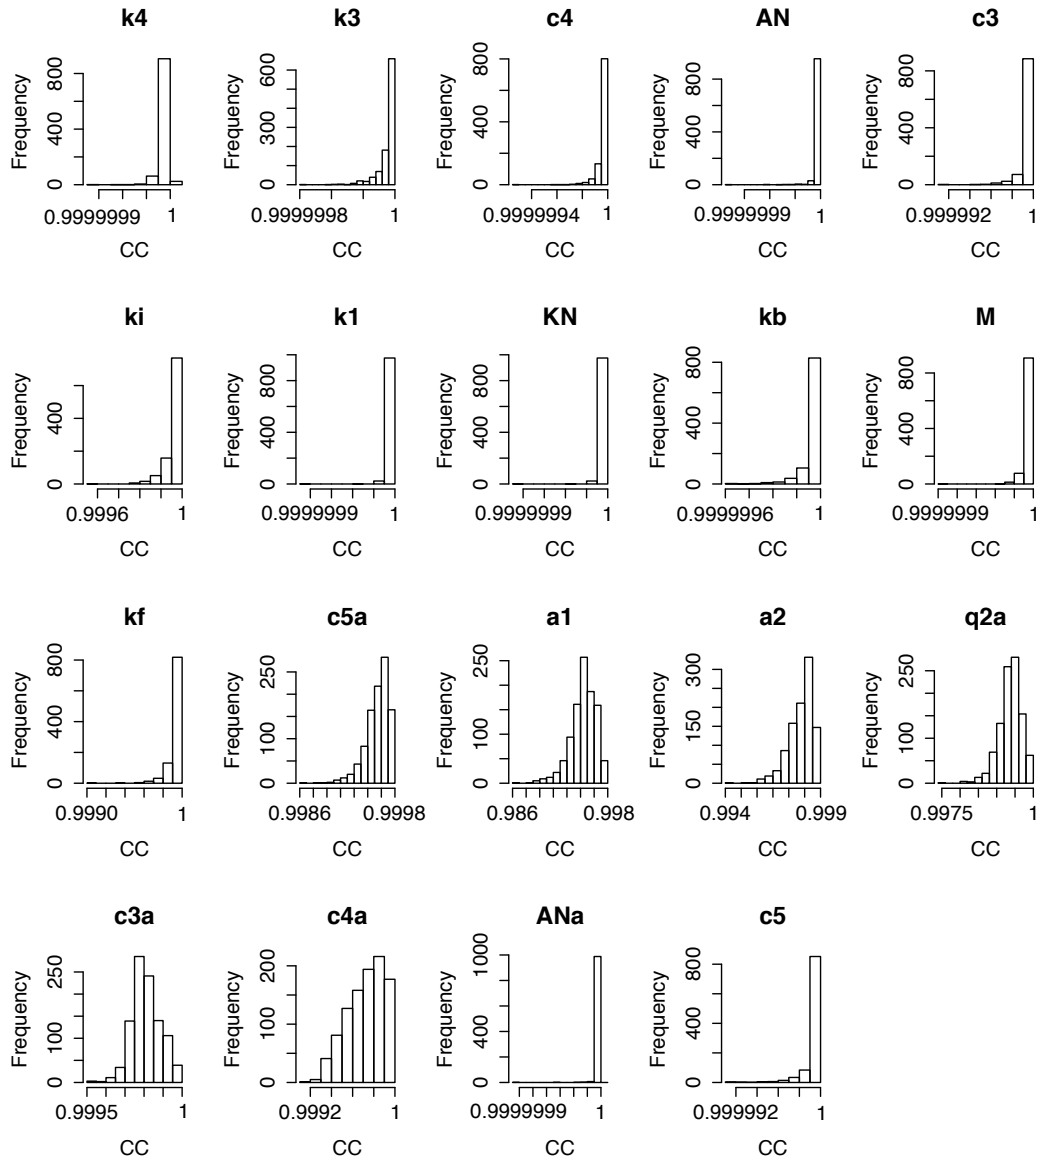 k4 k3 c4 AN c3
Frequency 0 400 800 Frequency 0 300 600 Frequency 0 400 800 Frequency 0 400 800 Frequency 0 400 800
0.9999999 1 0.9999998 1 0.9999994 1 0.9999999 1 0.999992 1
CC CC CC CC CC
ki k1 KN kb M
Frequency 0 400 Frequency 0 400 800 Frequency 0 400 800 Frequency 0 400 800 Frequency 0 400 800
0.9996 1 0.9999999 1 0.9999999 1 0.9999996 1 0.9999999 1
CC CC CC CC CC
kf c5a a1 a2 q2a
Frequency 0 400 800 Frequency 0 100 250 Frequency 0 100 250 Frequency 0 150 300 Frequency 0 100 250
0.9990 1 0.9986 0.9998 0.986 0.998 0.994 0.999 0.9975 1
CC CC CC CC CC
c3a c4a ANa c5
Frequency 0 100 250 Frequency 0 100 200 Frequency 0 400 1000 Frequency 0 400 800
0.9995 1 0.9992 1 0.9999999 1 0.999992 1
CC CC CC CC